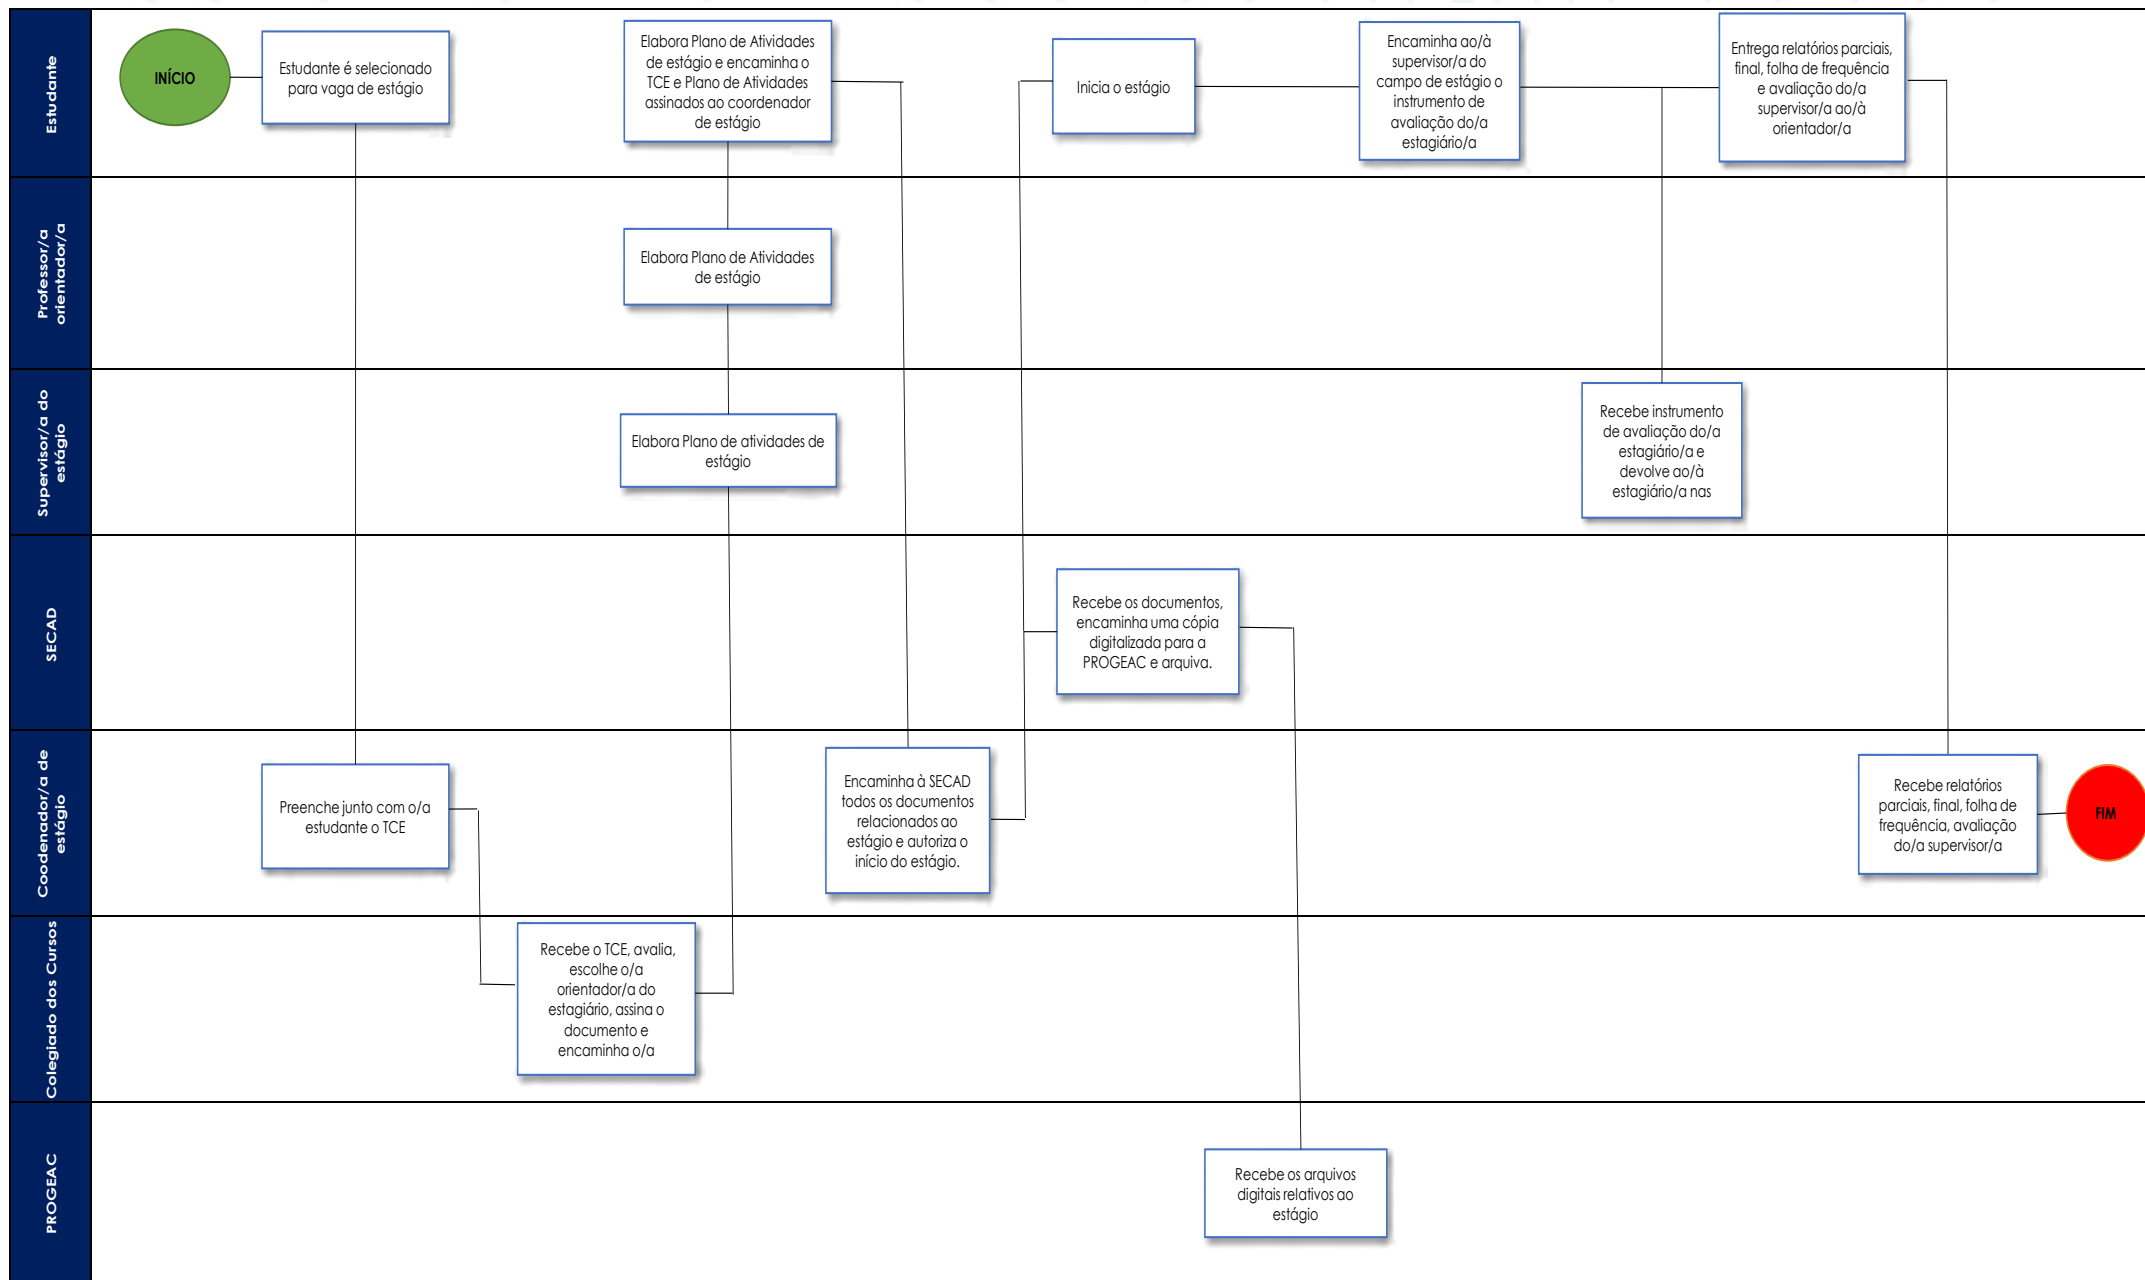 Estudante
INÍCIO
Estudante é selecionado
para vaga de estágio
Elabora Plano de Atividades
de estágio e encaminha o
TCE e Plano de Atividades
assinados ao coordenador
de estágio
Inicia o estágio
Encaminha ao/à
supervisor/a do
campo de estágio o
instrumento de
avaliação do/a
estagiário/a
Entrega relatórios parciais,
final, folha de frequência
e avaliação do/a
supervisor/a ao/à
orientador/a
Professor/a
orientador/a
Elabora Plano de Atividades
de estágio
Supervisor/a do
estágio
Elabora Plano de atividades de
estágio
Recebe instrumento
de avaliação do/a
estagiário/a e
devolve ao/à
estagiário/a nas
SECAD
Recebe os documentos,
encaminha uma cópia
digitalizada para a
PROGEAC e arquiva.
Coodenador/a de
estágio
Preenche junto com o/a
estudante o TCE
Encaminha à SECAD
todos os documentos
relacionados ao
estágio e autoriza o
início do estágio.
Recebe relatórios
parciais, final, folha de
frequência, avaliação
do/a supervisor/a
FIM
Colegiado dos Cursos
Recebe o TCE, avalia,
escolhe o/a
orientador/a do
estagiário, assina o
documento e
encaminha o/a
PROGEAC
Recebe os arquivos
digitais relativos ao
estágio